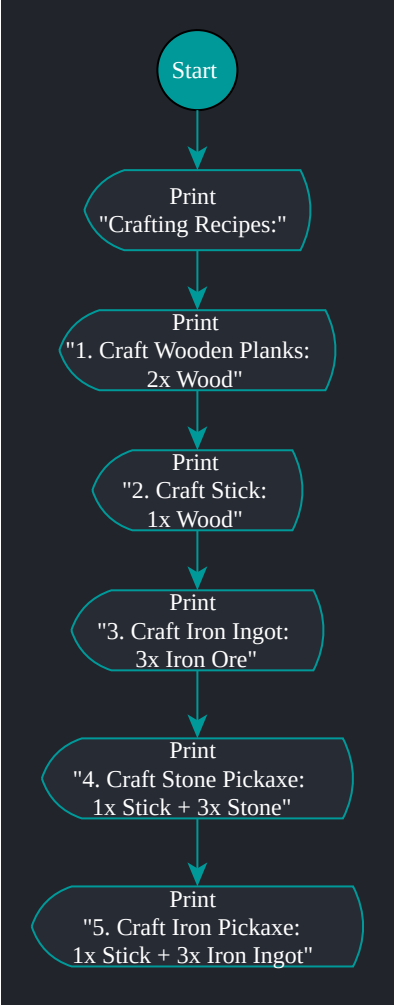 Start
Print
"Crafting Recipes:"
Print
"1. Craft Wooden Planks:
2x Wood"
Print
"2. Craft Stick:
1x Wood"
Print
"3. Craft Iron Ingot:
3x Iron Ore"
Print
"4. Craft Stone Pickaxe:
1x Stick + 3x Stone"
Print
"5. Craft Iron Pickaxe:
1x Stick + 3x Iron Ingot"